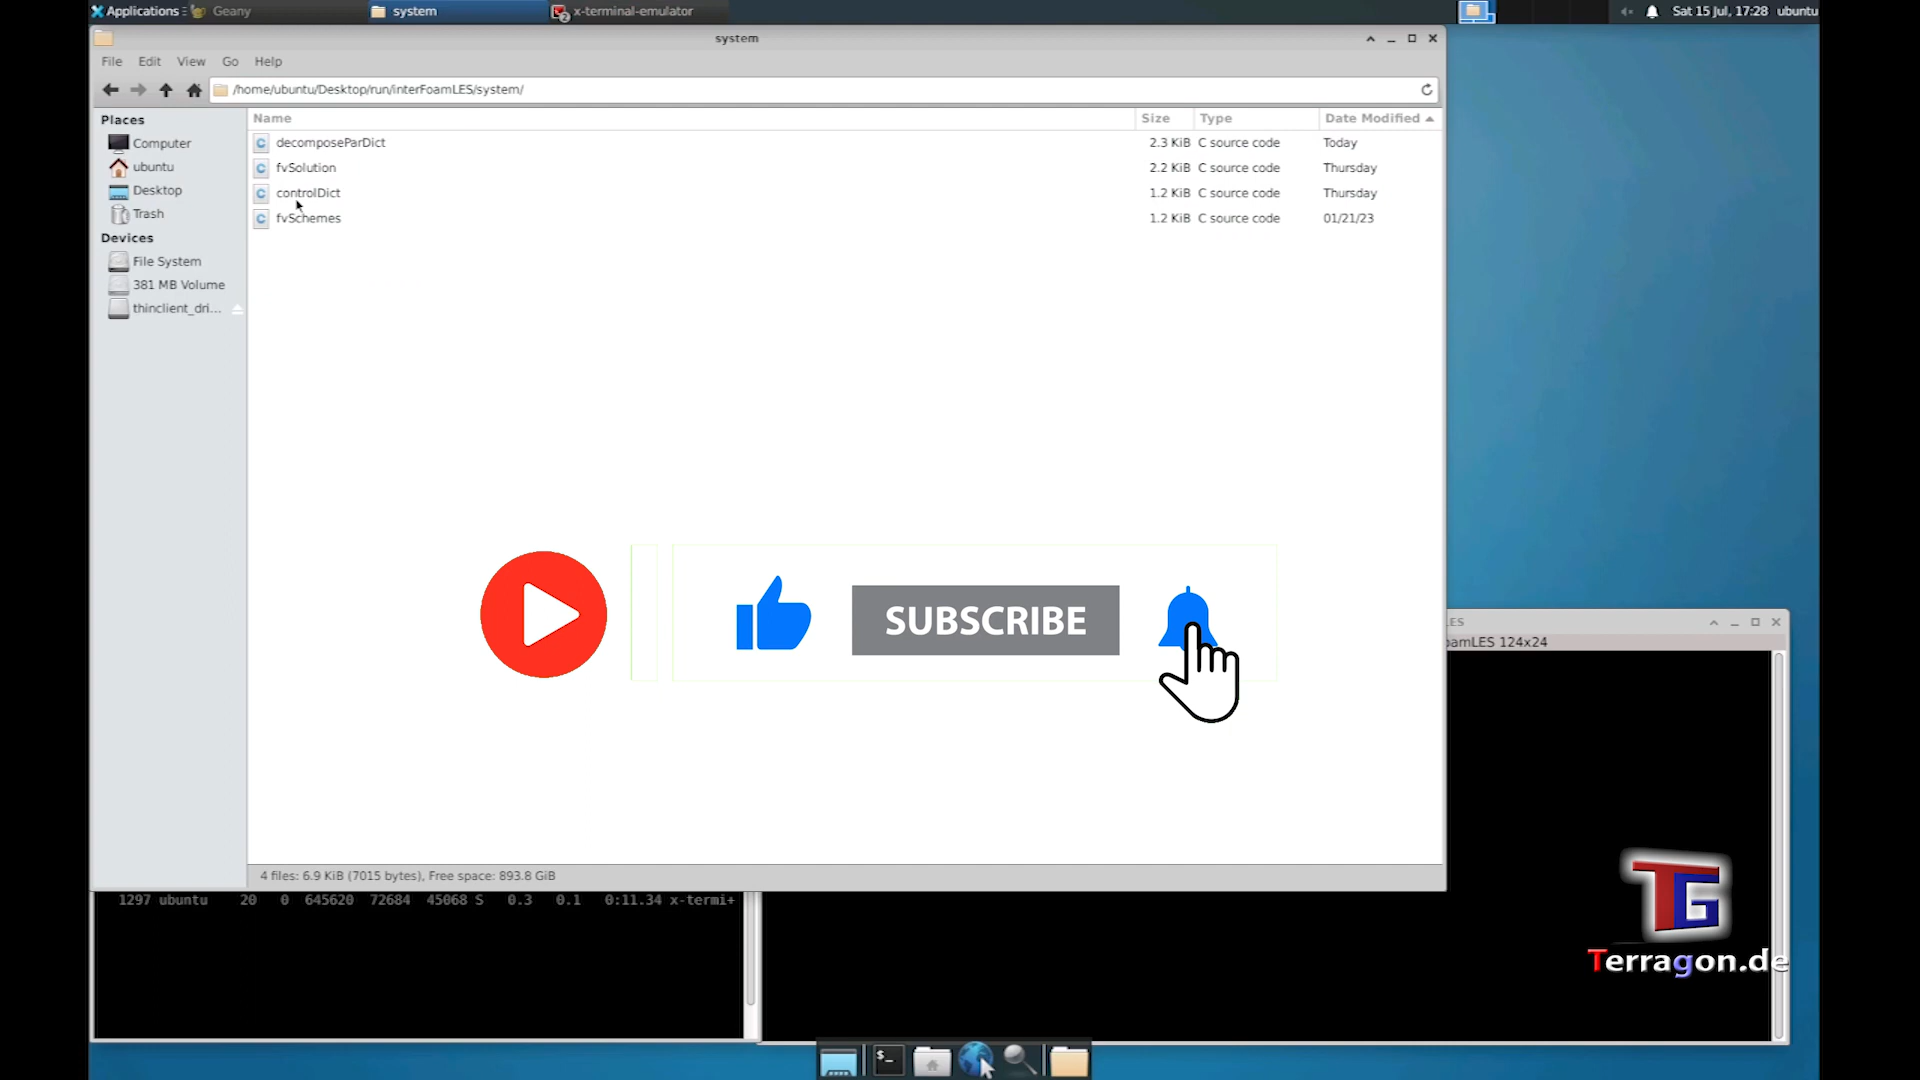 Applications Geany system x-terminal-emulator Sat 15 Jul, 17:28 ubuntu
system
File Edit View Go Help
/home/ubuntu/Desktop/run/interFoamLES/system/
Places
Computer
ubuntu
Desktop
Trash
Devices
File System
381 MB Volume
thinclient_dri...
Name Size Type Date Modified
decomposeParDict 2.3 KiB C source code Today
fvSolution 2.2 KiB C source code Thursday
controlDict 1.2 KiB C source code Thursday
fvSchemes 1.2 KiB C source code 01/21/23
SUBSCRIBE
ES
oamLES 124x24
4 files: 6.9 KiB (7015 bytes), Free space: 893.8 GiB
1297 ubuntu 20 0 645620 72684 45068 S 0.3 0.1 0:11.34 x-termi+
TG
Terragon.de
$_